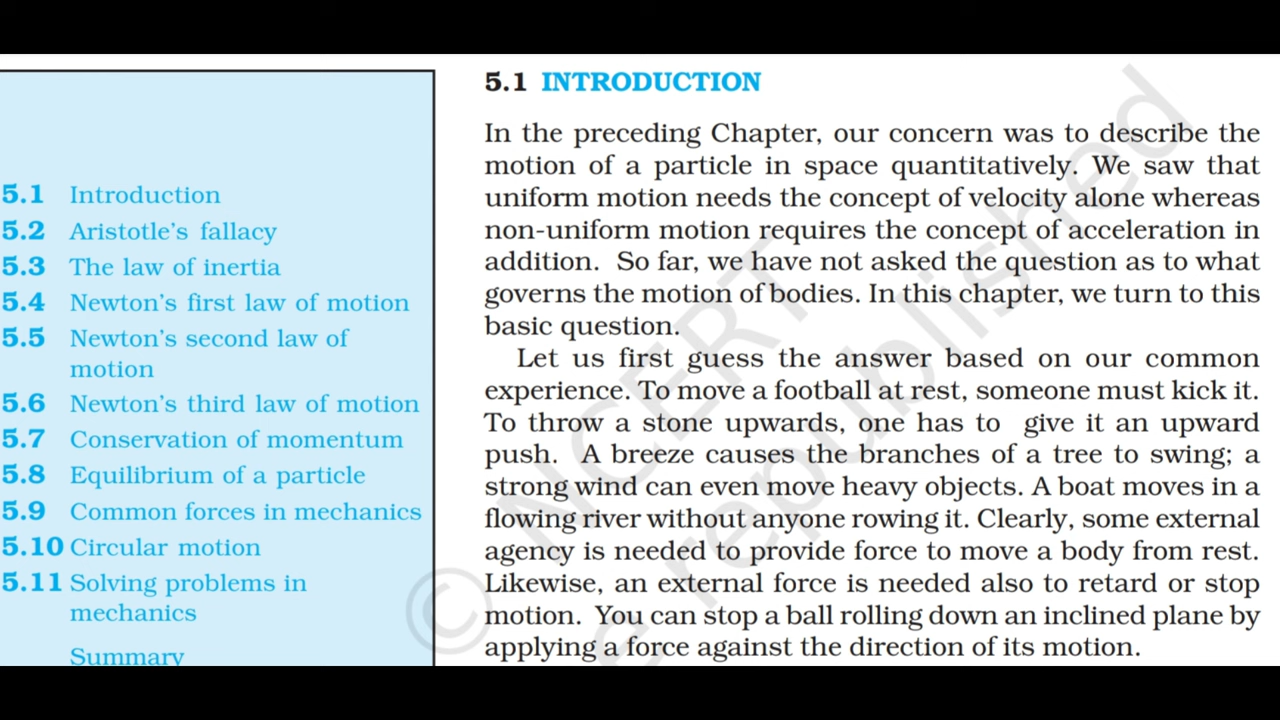 5.1 Introduction
5.2 Aristotle's fallacy
5.3 The law of inertia
5.4 Newton's first law of motion
5.5 Newton's second law of
motion
5.6 Newton's third law of motion
5.7 Conservation of momentum
5.8 Equilibrium of a particle
5.9 Common forces in mechanics
5.10 Circular motion
5.11 Solving problems in
mechanics
Summary
5.1 INTRODUCTION
In the preceding Chapter, our concern was to describe the
motion of a particle in space quantitatively. We saw that
uniform motion needs the concept of velocity alone whereas
non-uniform motion requires the concept of acceleration in
addition. So far, we have not asked the question as to what
governs the motion of bodies. In this chapter, we turn to this
basic question.
Let us first guess the answer based on our common
experience. To move a football at rest, someone must kick it.
To throw a stone upwards, one has to give it an upward
push. A breeze causes the branches of a tree to swing; a
strong wind can even move heavy objects. A boat moves in a
flowing river without anyone rowing it. Clearly, some external
agency is needed to provide force to move a body from rest.
Likewise, an external force is needed also to retard or stop
motion. You can stop a ball rolling down an inclined plane by
applying a force against the direction of its motion.
© NCERT
e republished